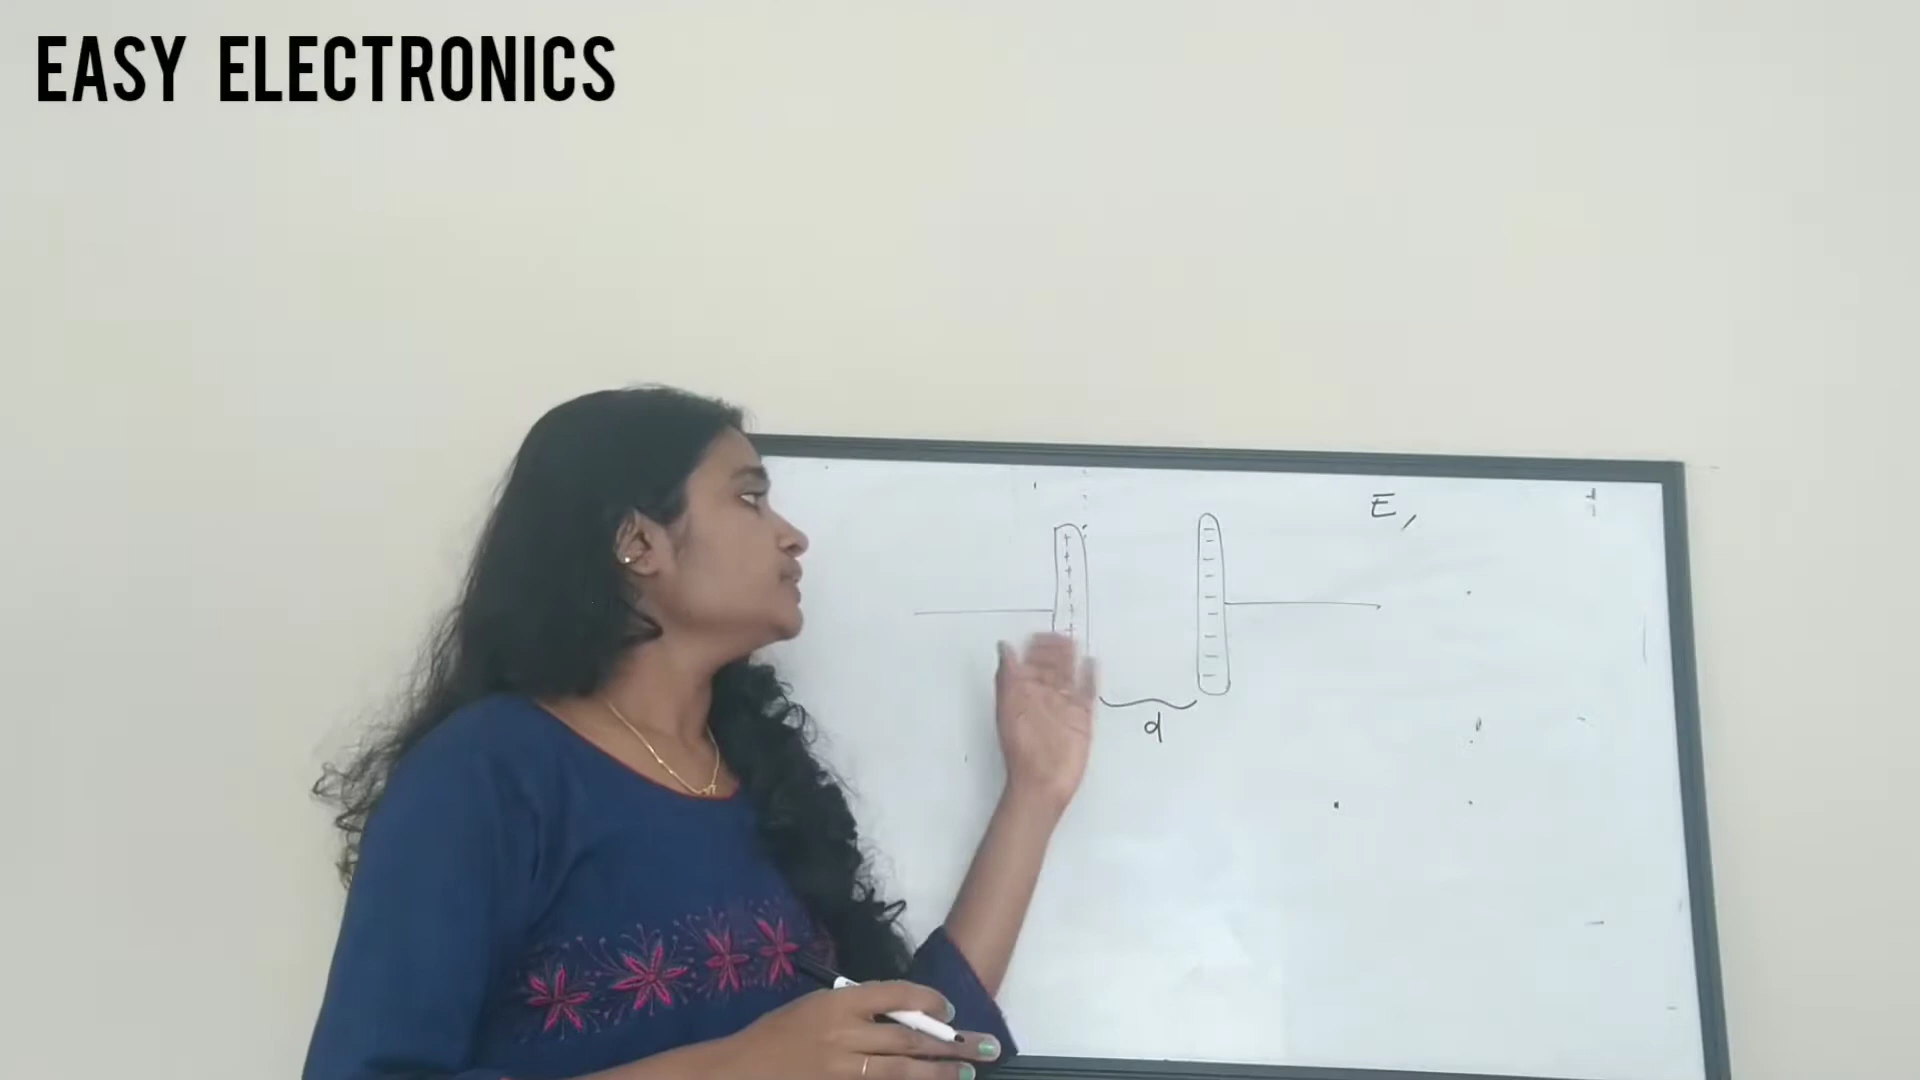 EASY ELECTRONICS
E,
+
+
+
+
+
+
d